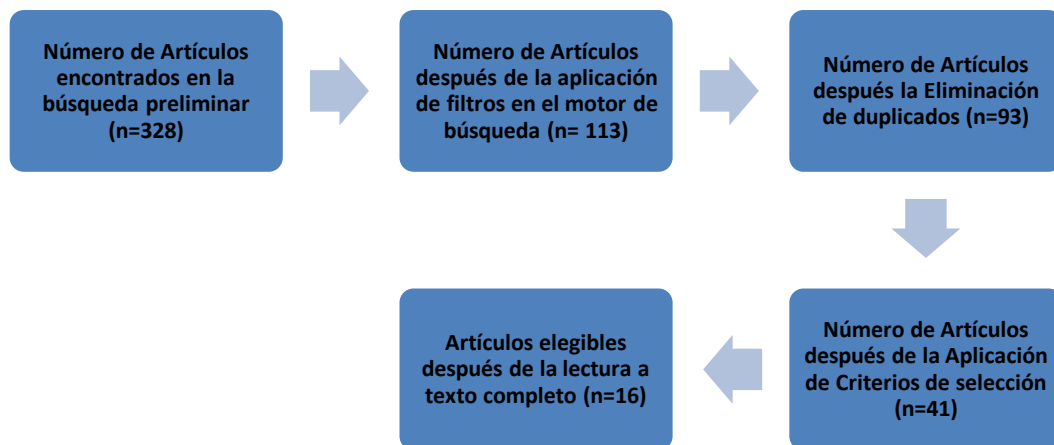 Número de Artículos
encontrados en la
búsqueda preliminar
(n=328)
Número de Artículos
después de la aplicación
de filtros en el motor de
búsqueda (n= 113)
Número de Artículos
después la Eliminación
de duplicados (n=93)
Número de Artículos
después de la Aplicación
de Criterios de selección
(n=41)
Artículos elegibles
después de la lectura a
texto completo (n=16)